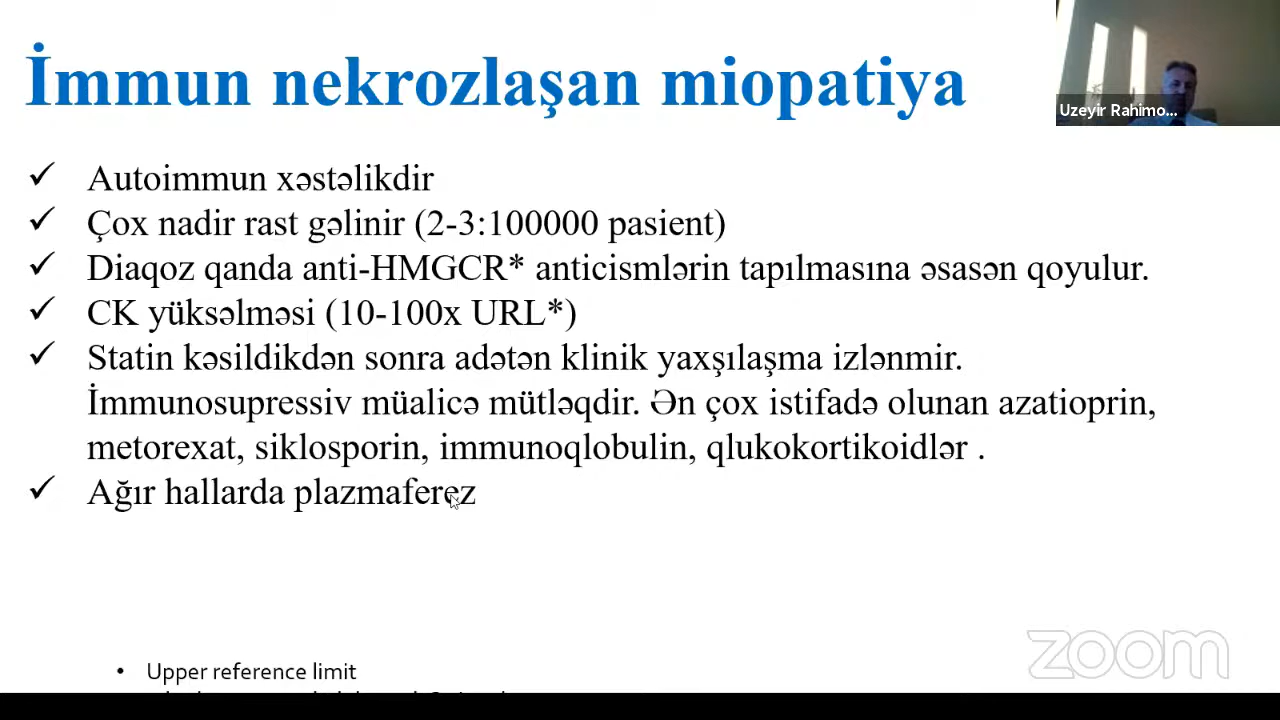 İmmun nekrozlaşan miopatiya
Uzeyir Rahimo...
✓ Autoimmun xəstəlikdir
✓ Çox nadir rast gəlinir (2-3:100000 pasient)
✓ Diaqoz qanda anti-HMGCR* anticismlərin tapılmasına əsasən qoyulur.
✓ CK yüksəlməsi (10-100x URL*)
✓ Statin kəsildikdən sonra adətən klinik yaxşılaşma izlənmir.
İmmunosupressiv müalicə mütləqdir. Ən çox istifadə olunan azatioprin,
metorexat, siklosporin, immunoqlobulin, qlukokortikoidlər .
✓ Ağır hallarda plazmaferez
• Upper reference limit
zoom